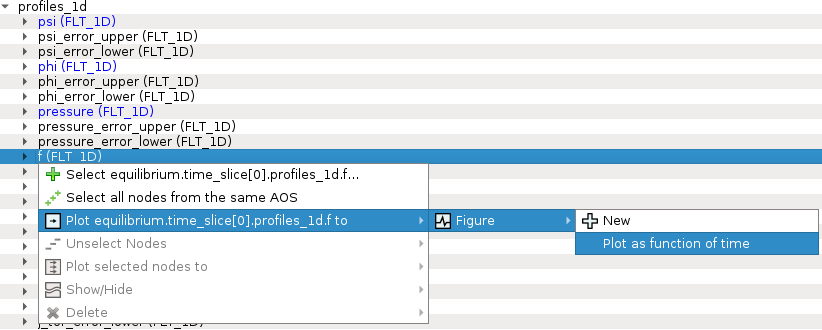 profiles_1d
psi (FLT_1D)
psi_error_upper (FLT_1D)
psi_error_lower (FLT_1D)
phi (FLT_1D)
phi_error_upper (FLT_1D)
phi_error_lower (FLT_1D)
pressure (FLT_1D)
pressure_error_upper (FLT_1D)
pressure_error_lower (FLT_1D)
f (FLT_1D)
Select equilibrium.time_slice[0].profiles_1d.f...
Select all nodes from the same AOS
Plot equilibrium.time_slice[0].profiles_1d.f to
Figure
New
Plot as function of time
Unselect Nodes
Plot selected nodes to
Show/Hide
Delete
j_tor_error_lower (FLT_1D)